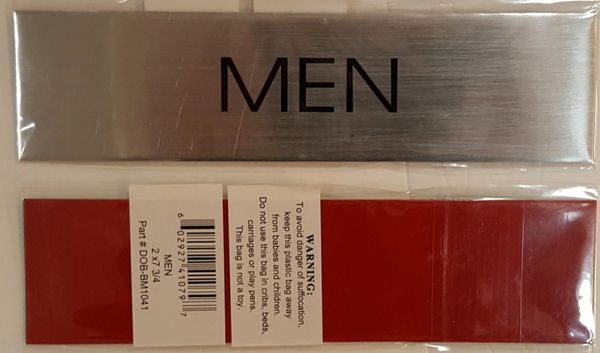 MEN
WARNING:
To avoid danger of suffocation,
keep this plastic bag away
from babies and children.
Do not use this bag in cribs, beds,
carriages or play pens.
This bag is not a toy.
6 02927 41079 7
MEN
2 x7 3/4
Part # DOB-BM1041